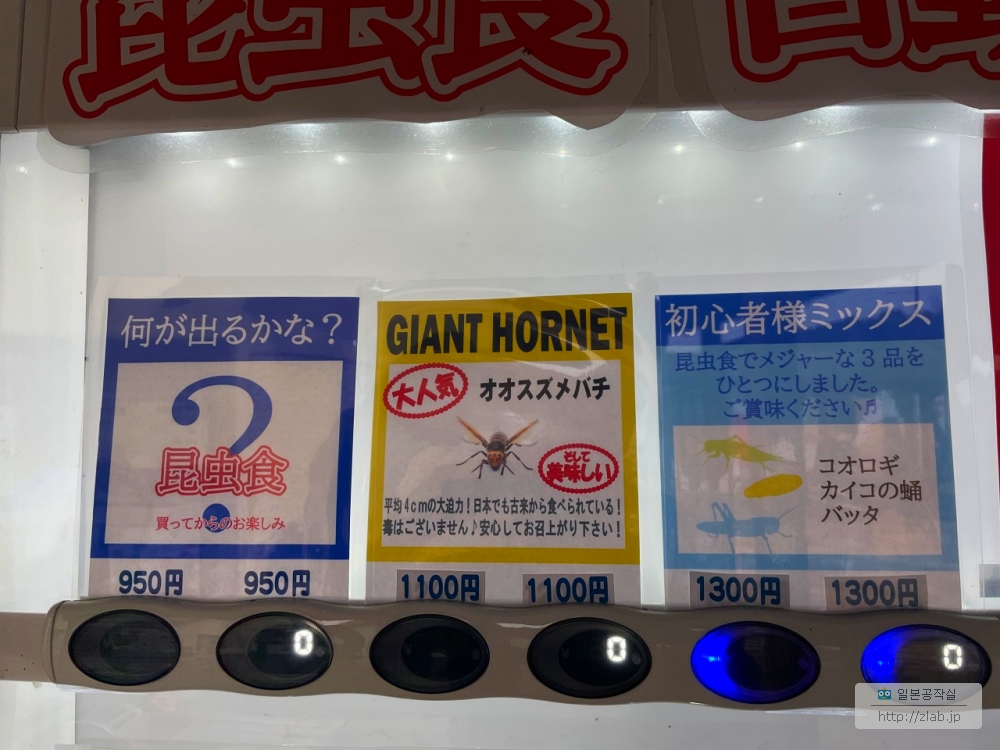 昆虫食
自動
何が出るかな？
?
昆虫食
買ってからのお楽しみ
950円 950円
GIANT HORNET
大人気
オオスズメバチ
そして
美味しい
平均4cmの大迫力！日本でも古来から食べられている！
毒はございません♪安心してお召上がり下さい！
1100円 1100円
初心者様ミックス
昆虫食でメジャーな3品を
ひとつにしました。
ご賞味ください♬
コオロギ
カイコの蛹
バッタ
1300円 1300円
0
0
0
일본공작실
http://zlab.jp